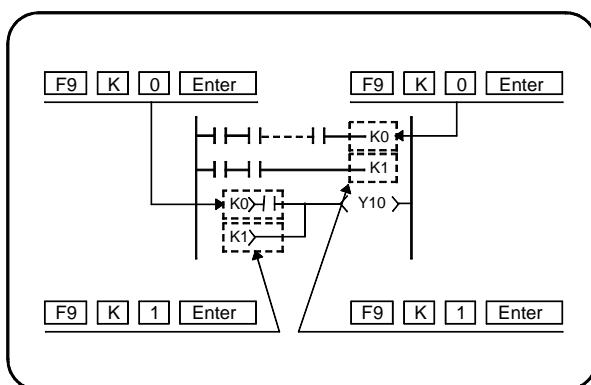 F9 K 0 Enter F9 K 0 Enter
K0
K1
K0 Y10
K1
F9 K 1 Enter F9 K 1 Enter